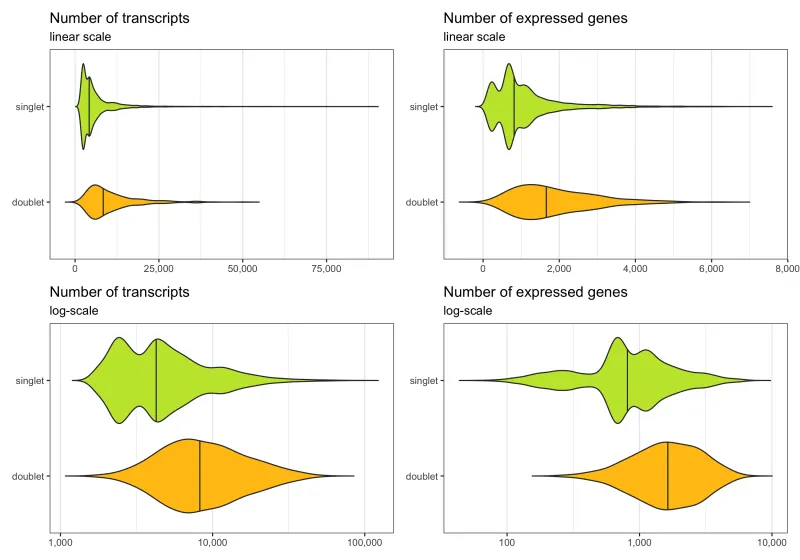 Number of transcripts
linear scale
singlet
doublet
0 25,000 50,000 75,000
Number of expressed genes
linear scale
singlet
doublet
0 2,000 4,000 6,000 8,000
Number of transcripts
log-scale
singlet
doublet
1,000 10,000 100,000
Number of expressed genes
log-scale
singlet
doublet
100 1,000 10,000